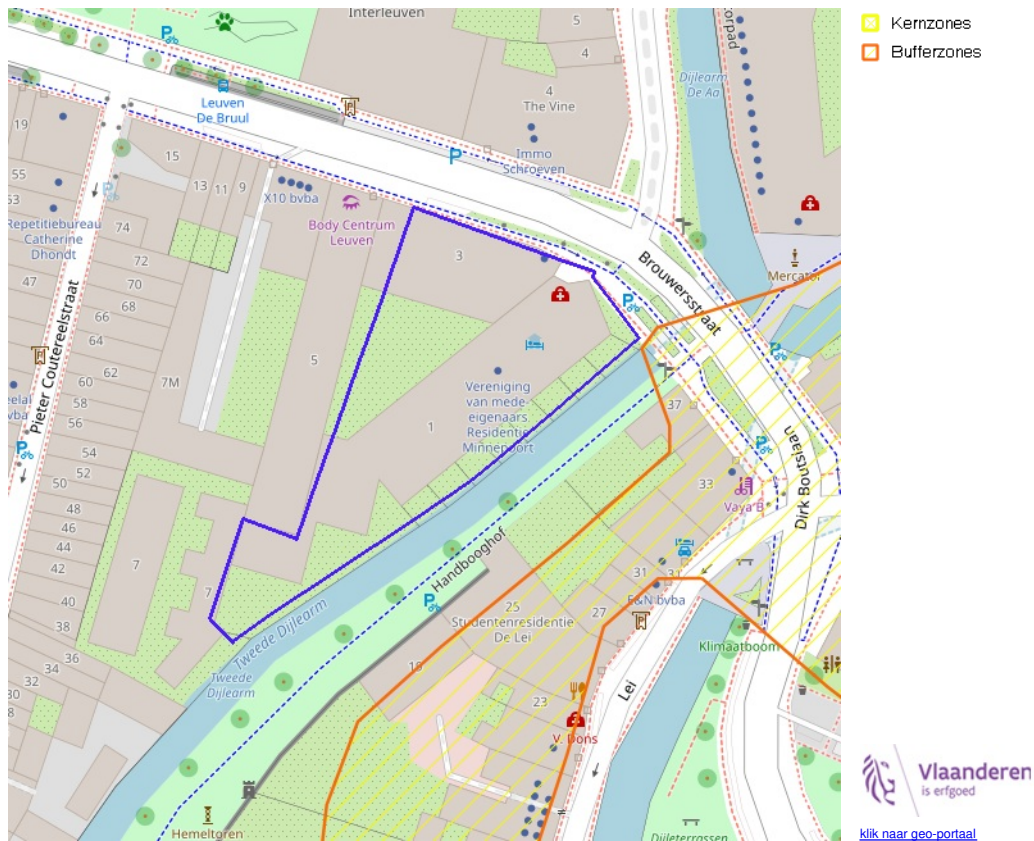 Interleuven
5
4
Leuven
De Bruul
4
The Vine
Dijlearm
De Aa
Immo
Schroeven
P
19
15
13
11
9
55
53
X10 bvba
Body Centrum
Leuven
Repetitiebureau
Catherine
Dhondt
74
72
70
68
66
64
62
60
58
56
54
52
50
48
46
44
42
40
38
36
34
32
30
47
7M
5
3
1
7
7
Pieter Coutereelstraat
Brouwersstraat
Mercator
Vereniging
van mede-
eigenaars
Residentie
Minnepoort
37
33
Vaya B
Dirk Boutslaan
31
E&N bvba
27
25
Studentenresidentie
De Lei
23
V. Dons
Lei
Klimaatboom
Handbooghof
Tweede Dijlearm
Tweede
Dijlearm
Hemeltgren
Dijleterrassen
Kernzones
Bufferzones
Vlaanderen
is erfgoed
klik naar geo-portaal